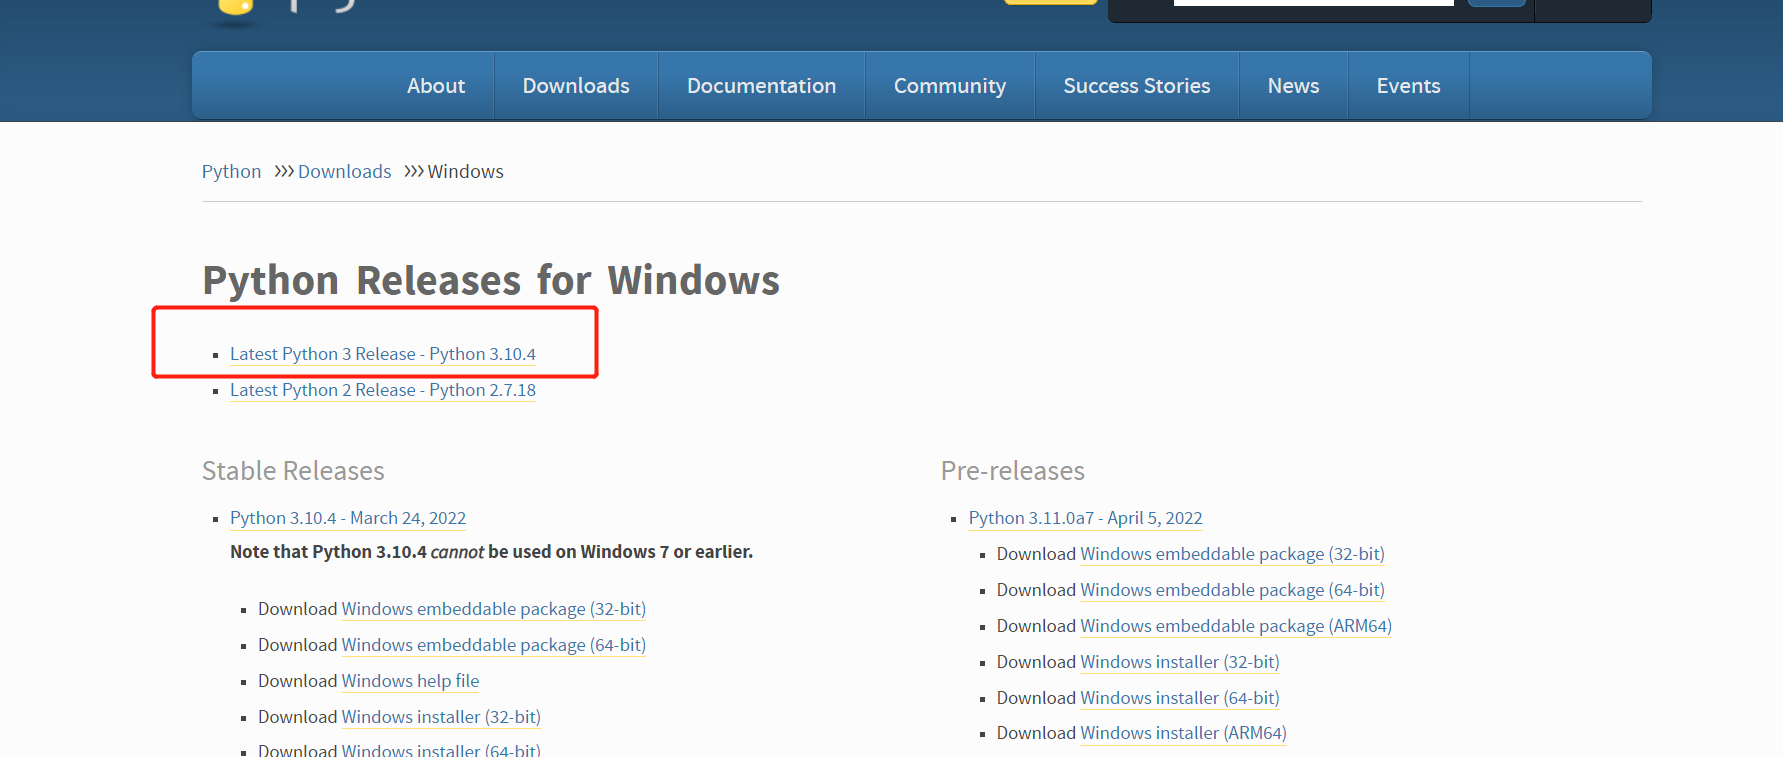 About Downloads Documentation Community Success Stories News Events
Python >>> Downloads >>> Windows
Python Releases for Windows
Latest Python 3 Release - Python 3.10.4
Latest Python 2 Release - Python 2.7.18
Stable Releases
Python 3.10.4 - March 24, 2022
Note that Python 3.10.4 cannot be used on Windows 7 or earlier.
Download Windows embeddable package (32-bit)
Download Windows embeddable package (64-bit)
Download Windows help file
Download Windows installer (32-bit)
Download Windows installer (64-bit)
Pre-releases
Python 3.11.0a7 - April 5, 2022
Download Windows embeddable package (32-bit)
Download Windows embeddable package (64-bit)
Download Windows embeddable package (ARM64)
Download Windows installer (32-bit)
Download Windows installer (64-bit)
Download Windows installer (ARM64)